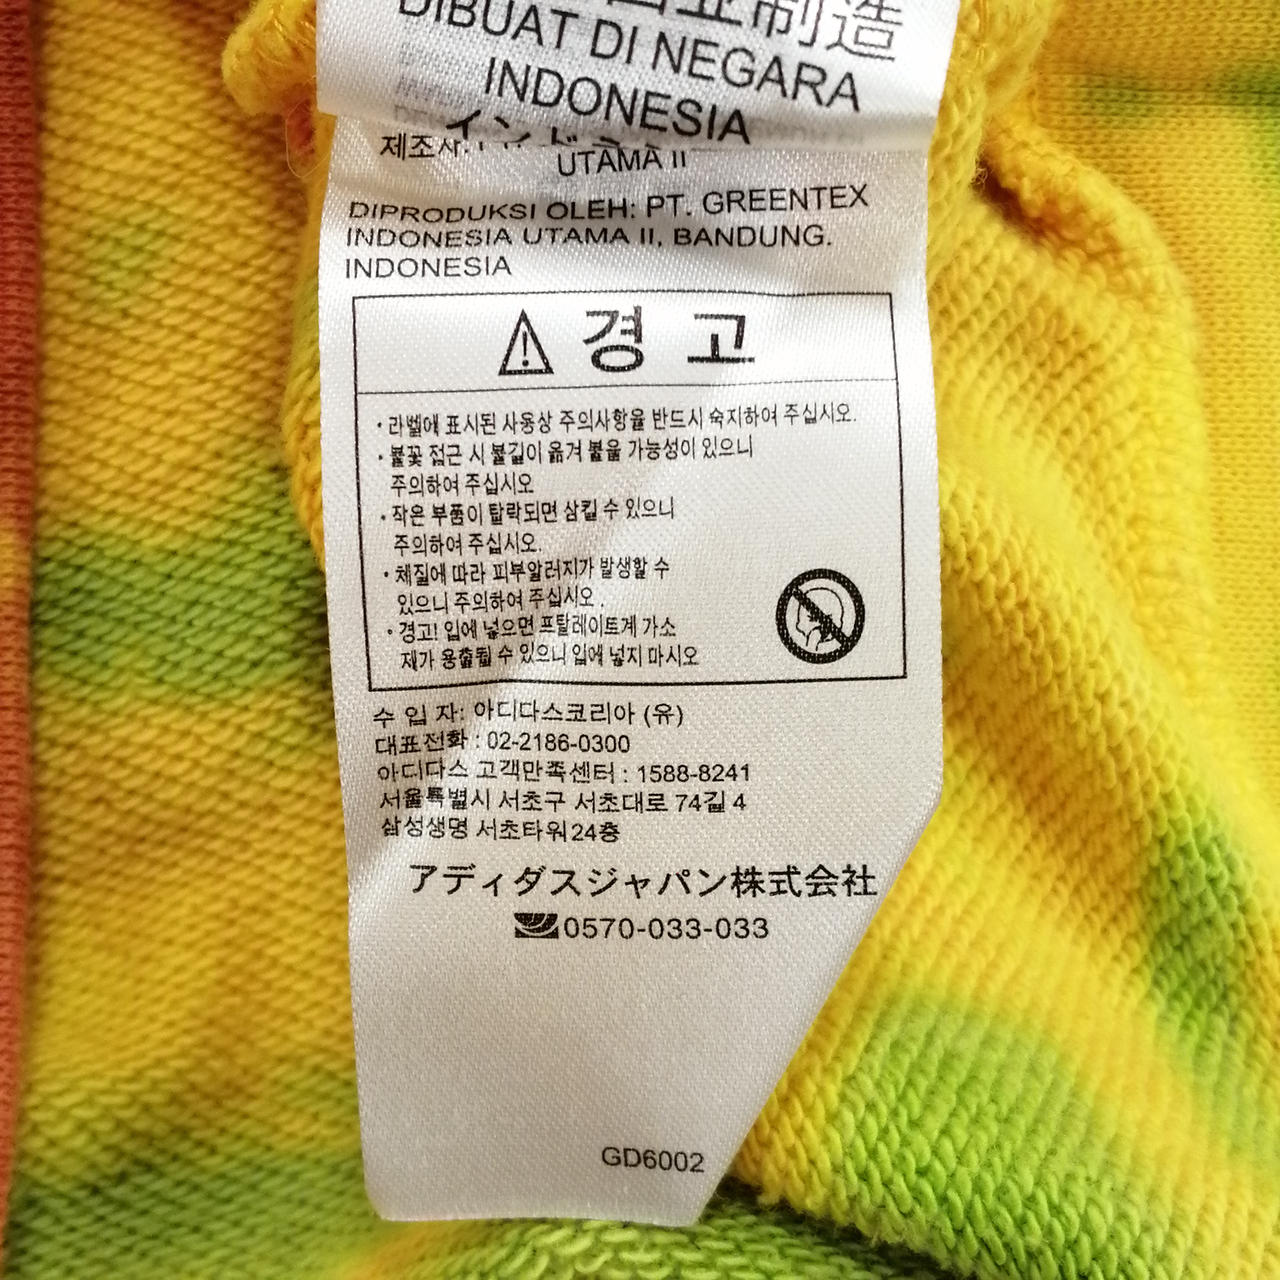 制造
DIBUAT DI NEGARA
INDONESIA
제조사:
UTAMA II
DIPRODUKSI OLEH: PT. GREENTEX
INDONESIA UTAMA II, BANDUNG.
INDONESIA
경 고
• 라벨에 표시된 사용상 주의사항을 반드시 숙지하여 주십시오.
• 불꽃 접근 시 불길이 옮겨 붙을 가능성이 있으니
주의하여 주십시오
• 작은 부품이 탈락되면 삼킬 수 있으니
주의하여 주십시오.
• 체질에 따라 피부알러지가 발생할 수
있으니 주의하여 주십시오 .
• 경고! 입에 넣으면 프탈레이트계 가소
제가 용출될 수 있으니 입에 넣지 마시오
수 입 자: 아디다스코리아 (유)
대표전화 : 02-2186-0300
아디다스 고객만족센터 : 1588-8241
서울특별시 서초구 서초대로 74길 4
삼성생명 서초타워24층
アディダスジャパン株式会社
0570-033-033
GD6002